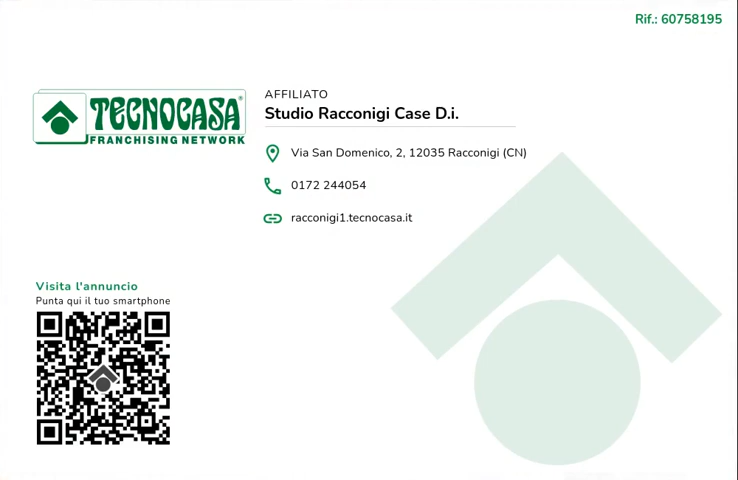 Rif.: 60758195
TECNOCASA
FRANCHISING NETWORK
AFFILIATO
Studio Racconigi Case D.i.
Via San Domenico, 2, 12035 Racconigi (CN)
0172 244054
racconigi1.tecnocasa.it
Visita l'annuncio
Punta qui il tuo smartphone